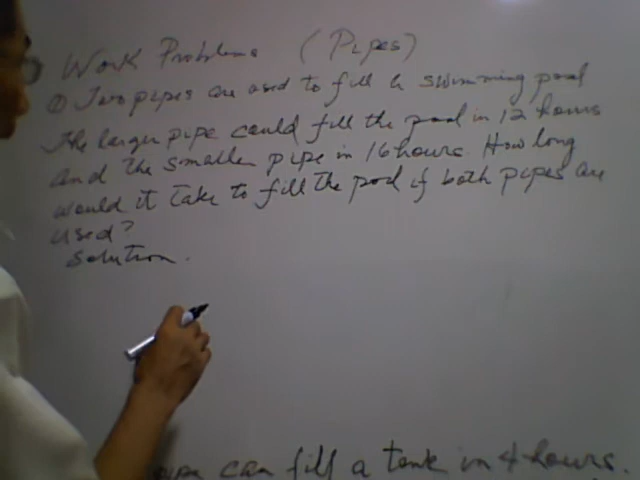 Work Problems (Pipes)
① Two pipes are used to fill a swimming pool
The larger pipe could fill the pool in 12 hours
and the smaller pipe in 16 hours. How long
would it take to fill the pool if both pipes are
used?
Solution.
pipe can fill a tank in 4 hours.